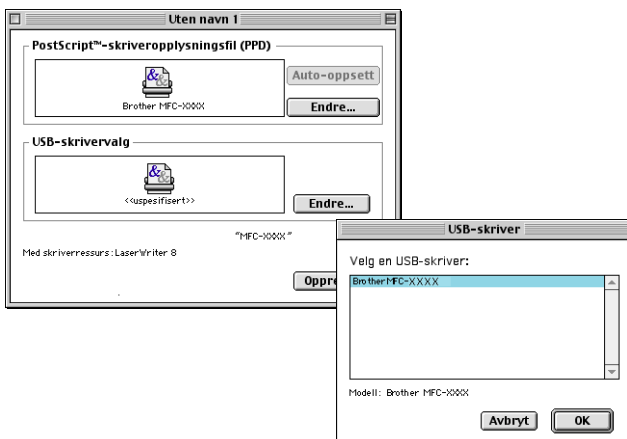 Uten navn 1
PostScript™-skriveropplysningsfil (PPD)
Auto-oppsett
Brother MFC-XXXX
Endre...
USB-skrivervalg
<<uspesifisert>>
Endre...
"MFC-XXXX"
Med skriverressurs: LaserWriter 8
USB-skriver
Velg en USB-skriver:
Brother MFC-XXXX
Modell: Brother MFC-XXXX
Avbryt
OK